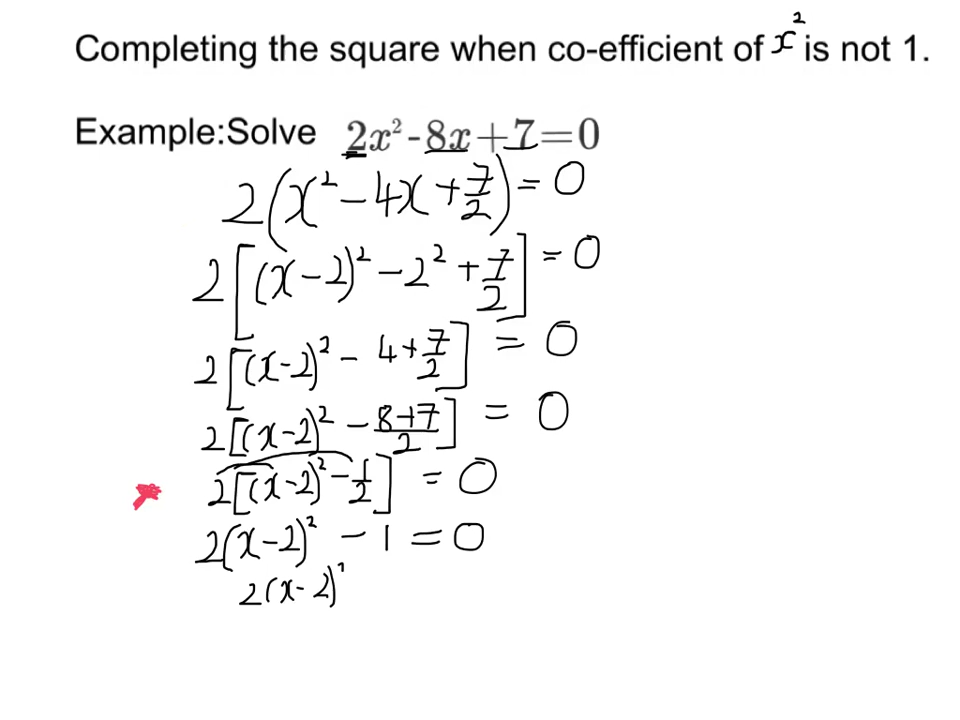 Completing the square when co-efficient of x² is not 1.
Example:Solve 2x²-8x+7=0
2(x²-4x+7/2)=0
2[(x-2)²-2²+7/2]=0
2[(x-2)²-4+7/2]=0
2[(x-2)²-8+7/2]=0
2[(x-2)²-1/2]=0
2(x-2)²-1=0
2(x-2)²